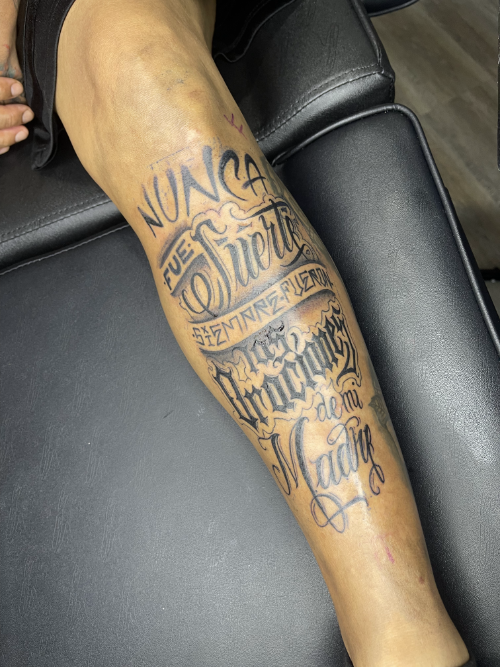 NUNCA
FUE
Suerte
SIEMPRE FUERON
las
Oraciones
de mi
Madre